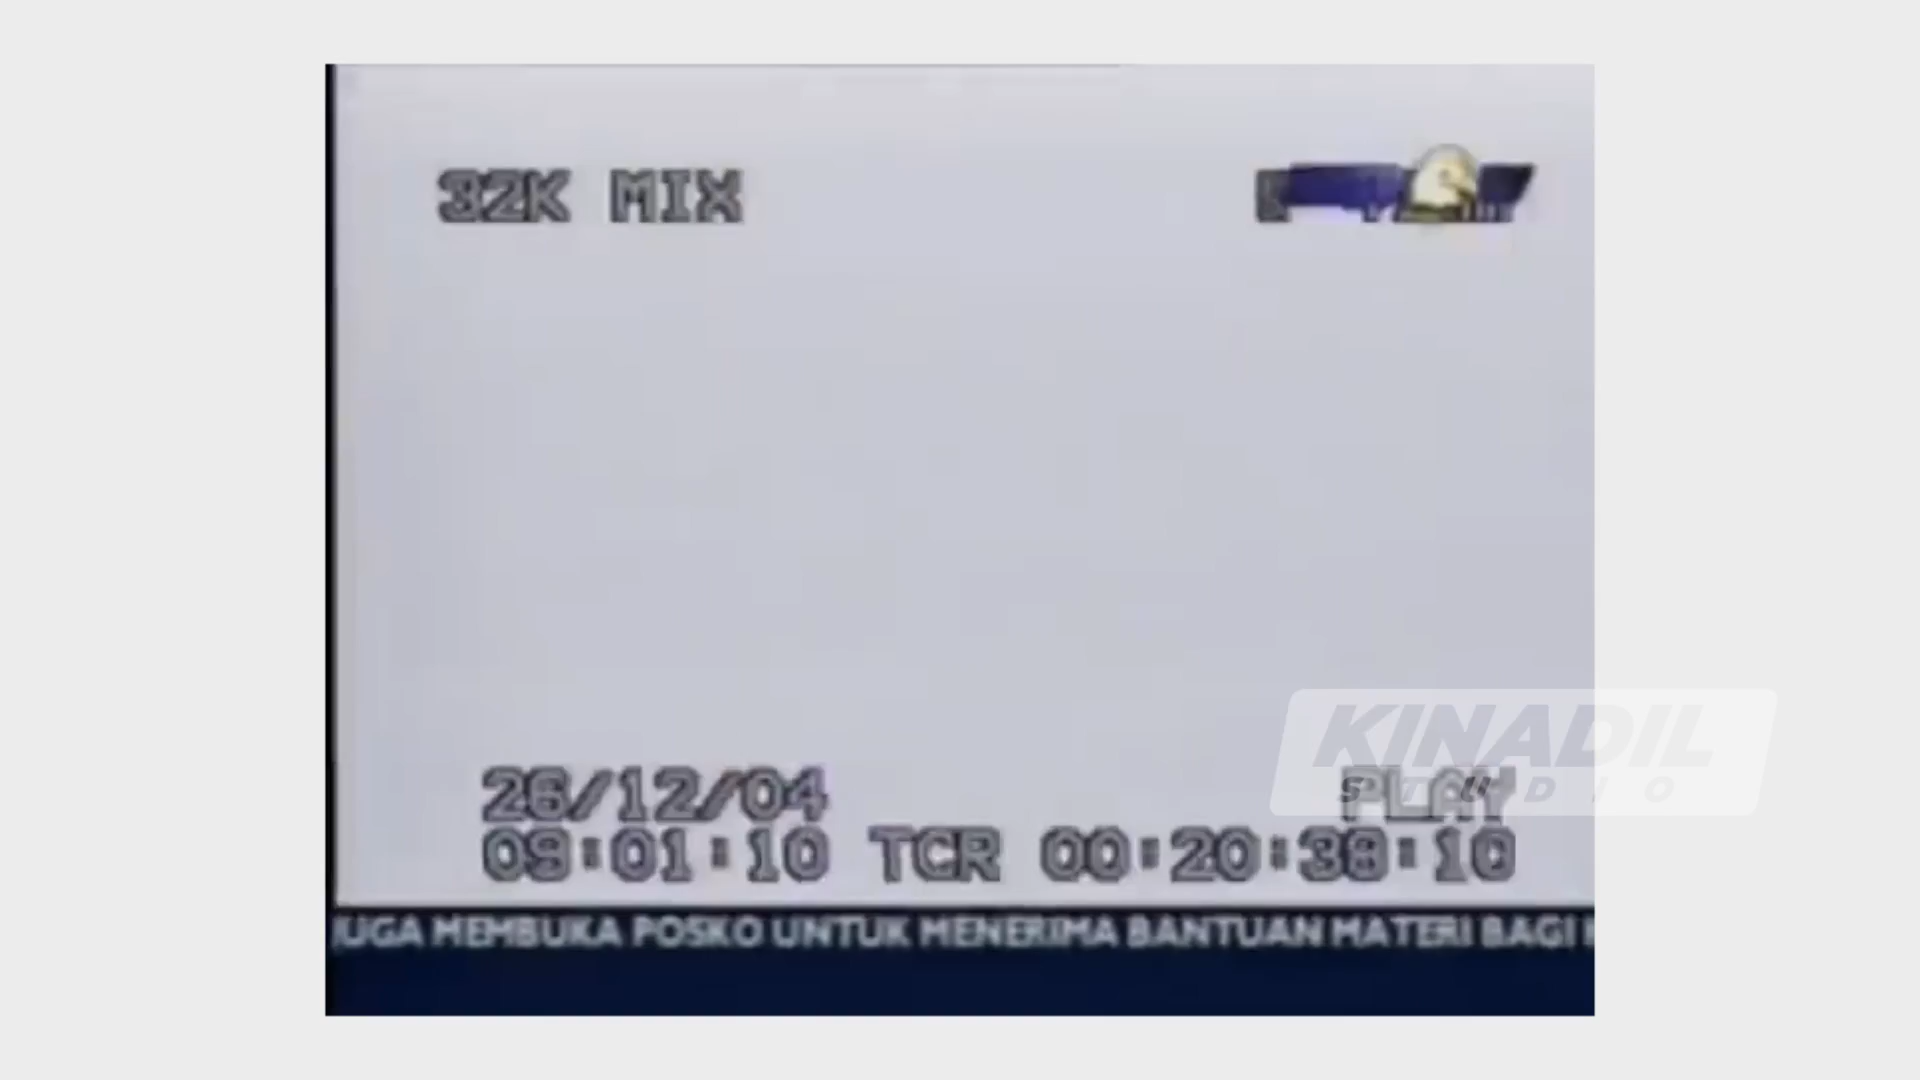 32K MIX
KINADIL
STUDIO
26/12/04
PLAY
09:01:10 TCR 00:20:38:10
JUGA MEMBUKA POSKO UNTUK MENERIMA BANTUAN MATERI BAGI